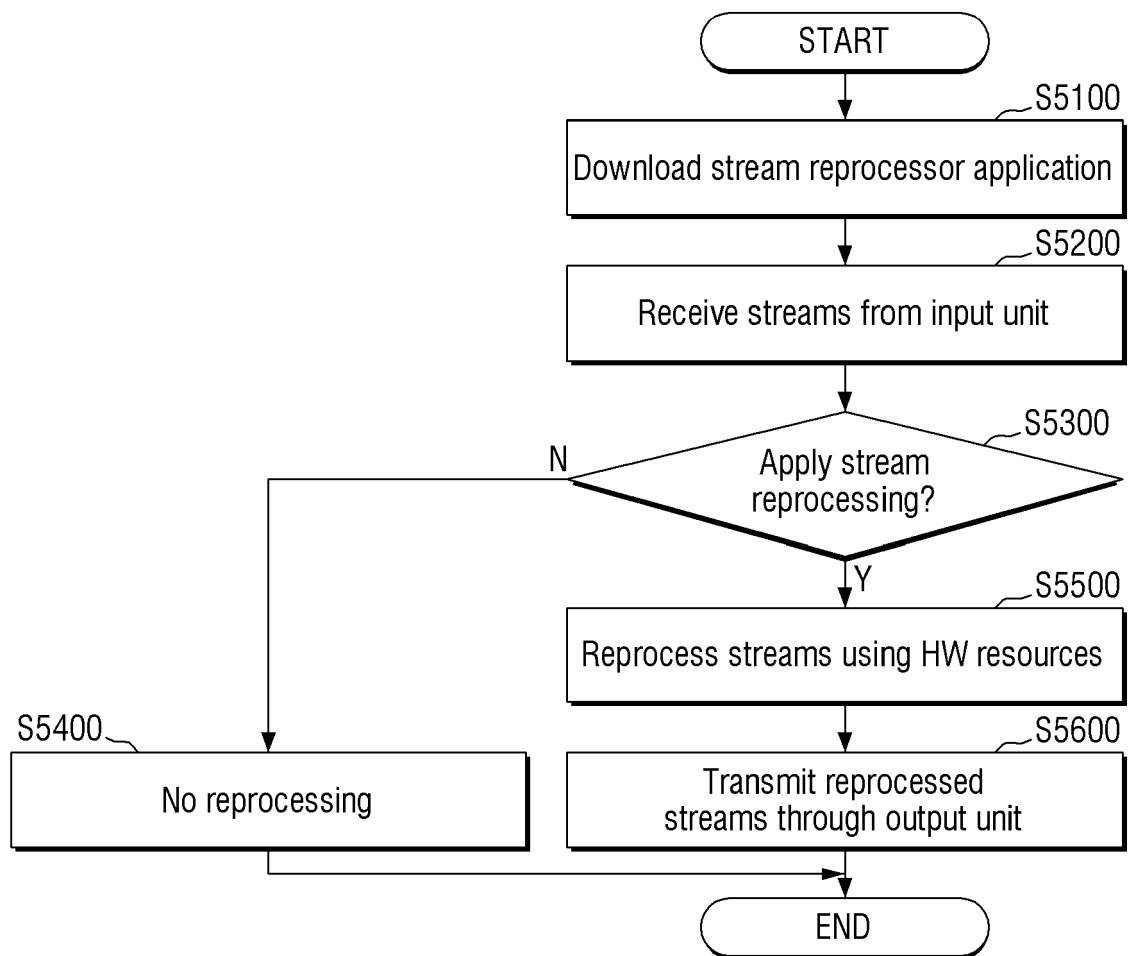 START
S5100
Download stream reprocessor application
S5200
Receive streams from input unit
S5300
N
Apply stream
reprocessing?
Y
S5500
Reprocess streams using HW resources
S5400
No reprocessing
S5600
Transmit reprocessed
streams through output unit
END